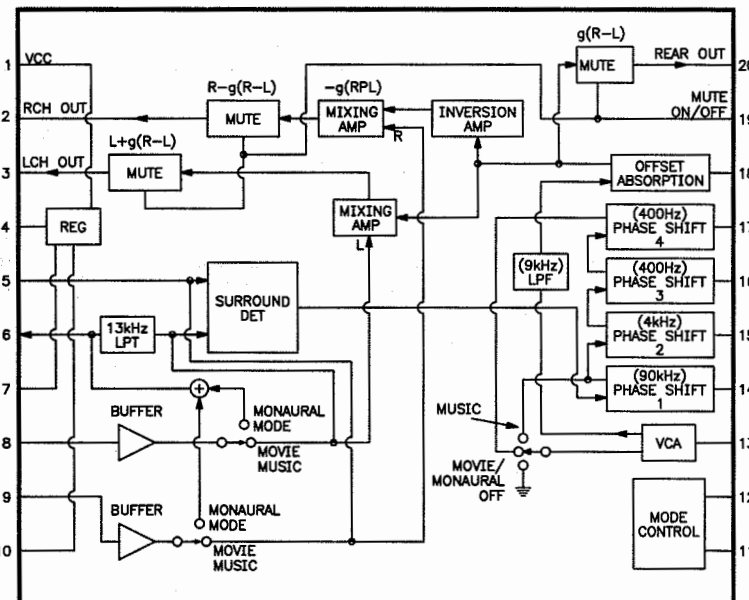 g(R-L)
1
VCC
MUTE
REAR OUT
20
R-g(R-L)
-g(RPL)
2
RCH OUT
MUTE
MIXING
AMP
R
INVERSION
AMP
MUTE
ON/OFF
19
L+g(R-L)
3
LCH OUT
MUTE
OFFSET
ABSORPTION
18
4
REG
MIXING
AMP
L
(400Hz)
PHASE SHIFT
4
17
(9kHz)
LPF
5
SURROUND
DET
(400Hz)
PHASE SHIFT
3
16
6
13kHz
LPT
(4kHz)
PHASE SHIFT
2
15
7
+
(90kHz)
PHASE SHIFT
1
14
BUFFER
MONAURAL
MODE
MUSIC
8
MOVIE
MUSIC
VCA
13
MOVIE/
MONAURAL
OFF
9
BUFFER
MONAURAL
MODE
MODE
CONTROL
12
10
MOVIE
MUSIC
11